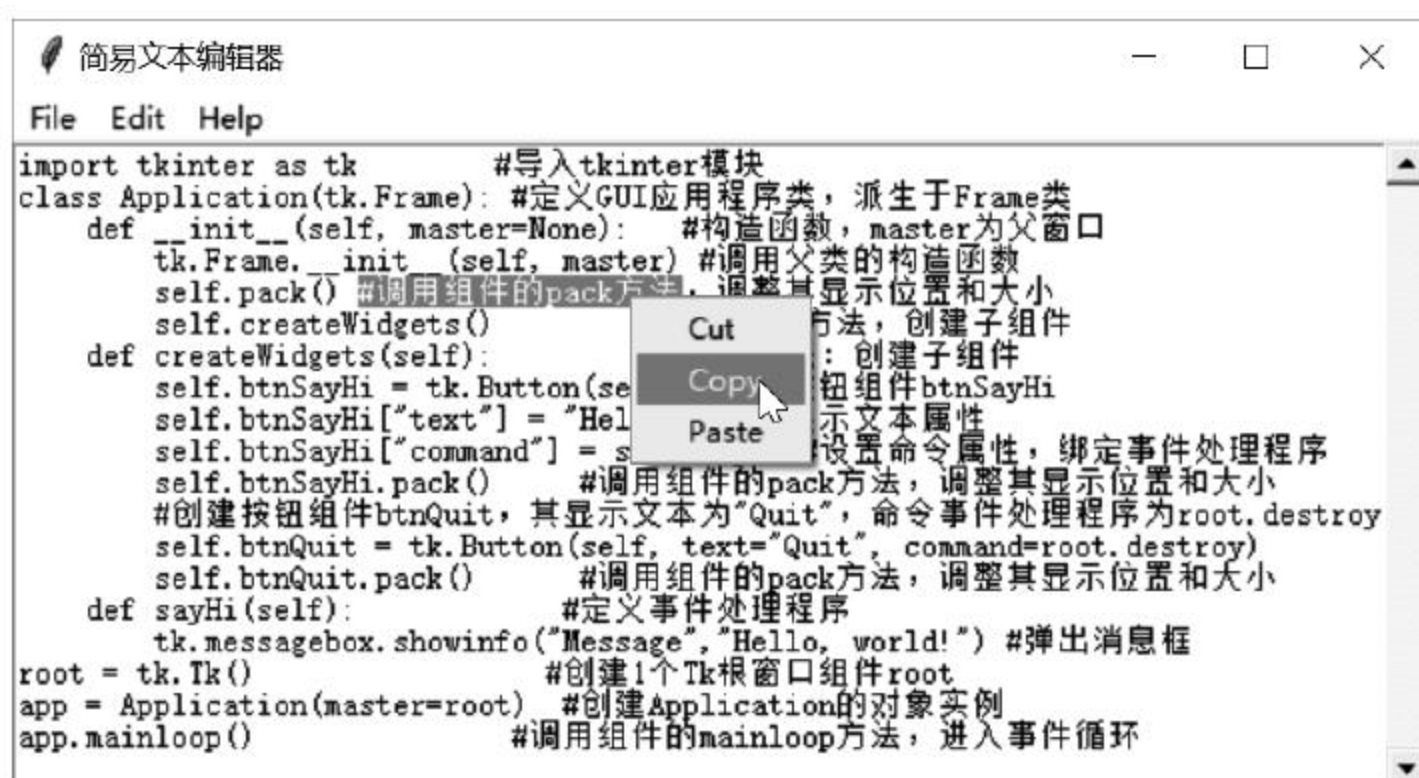 简易文本编辑器
File Edit Help
import tkinter as tk #导入tkinter模块
class Application(tk.Frame): #定义GUI应用程序类，派生于Frame类
def __init__(self, master=None): #构造函数，master为父窗口
tk.Frame.__init__(self, master) #调用父类的构造函数
self.pack() #调用组件的pack方法，调整其显示位置和大小
self.createWidgets() 方法，创建子组件
Cut
def createWidgets(self): ：创建子组件
Copy
self.btnSayHi = tk.Button(se 钮组件btnSayHi
self.btnSayHi["text"] = "Hel 示文本属性
Paste
self.btnSayHi["command"] = s #设置命令属性，绑定事件处理程序
self.btnSayHi.pack() #调用组件的pack方法，调整其显示位置和大小
#创建按钮组件btnQuit，其显示文本为"Quit"，命令事件处理程序为root.destroy
self.btnQuit = tk.Button(self, text="Quit", command=root.destroy)
self.btnQuit.pack() #调用组件的pack方法，调整其显示位置和大小
def sayHi(self): #定义事件处理程序
tk.messagebox.showinfo("Message","Hello, world!") #弹出消息框
root = tk.Tk() #创建1个Tk根窗口组件root
app = Application(master=root) #创建Application的对象实例
app.mainloop() #调用组件的mainloop方法，进入事件循环